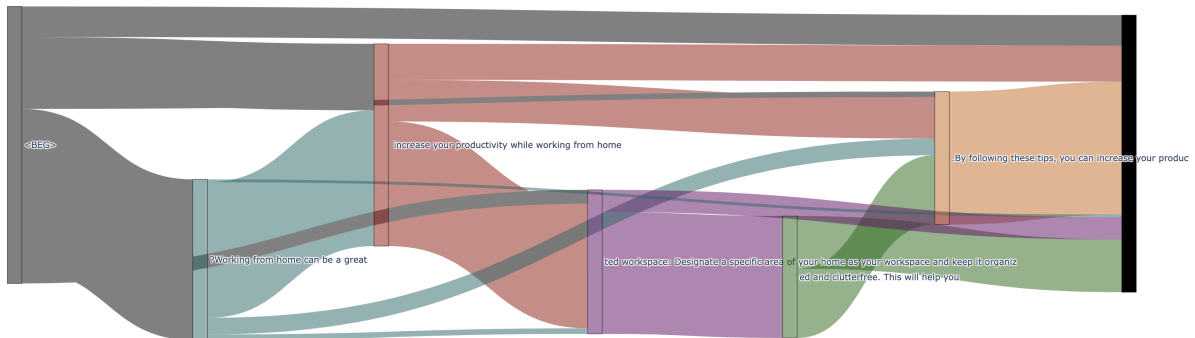 <BEG>
increase your productivity while working from home
.By following these tips, you can increase your produc
?Working from home can be a great
ted workspace: Designate a specific area of your home as your workspace and keep it organiz
ed and clutterfree. This will help you